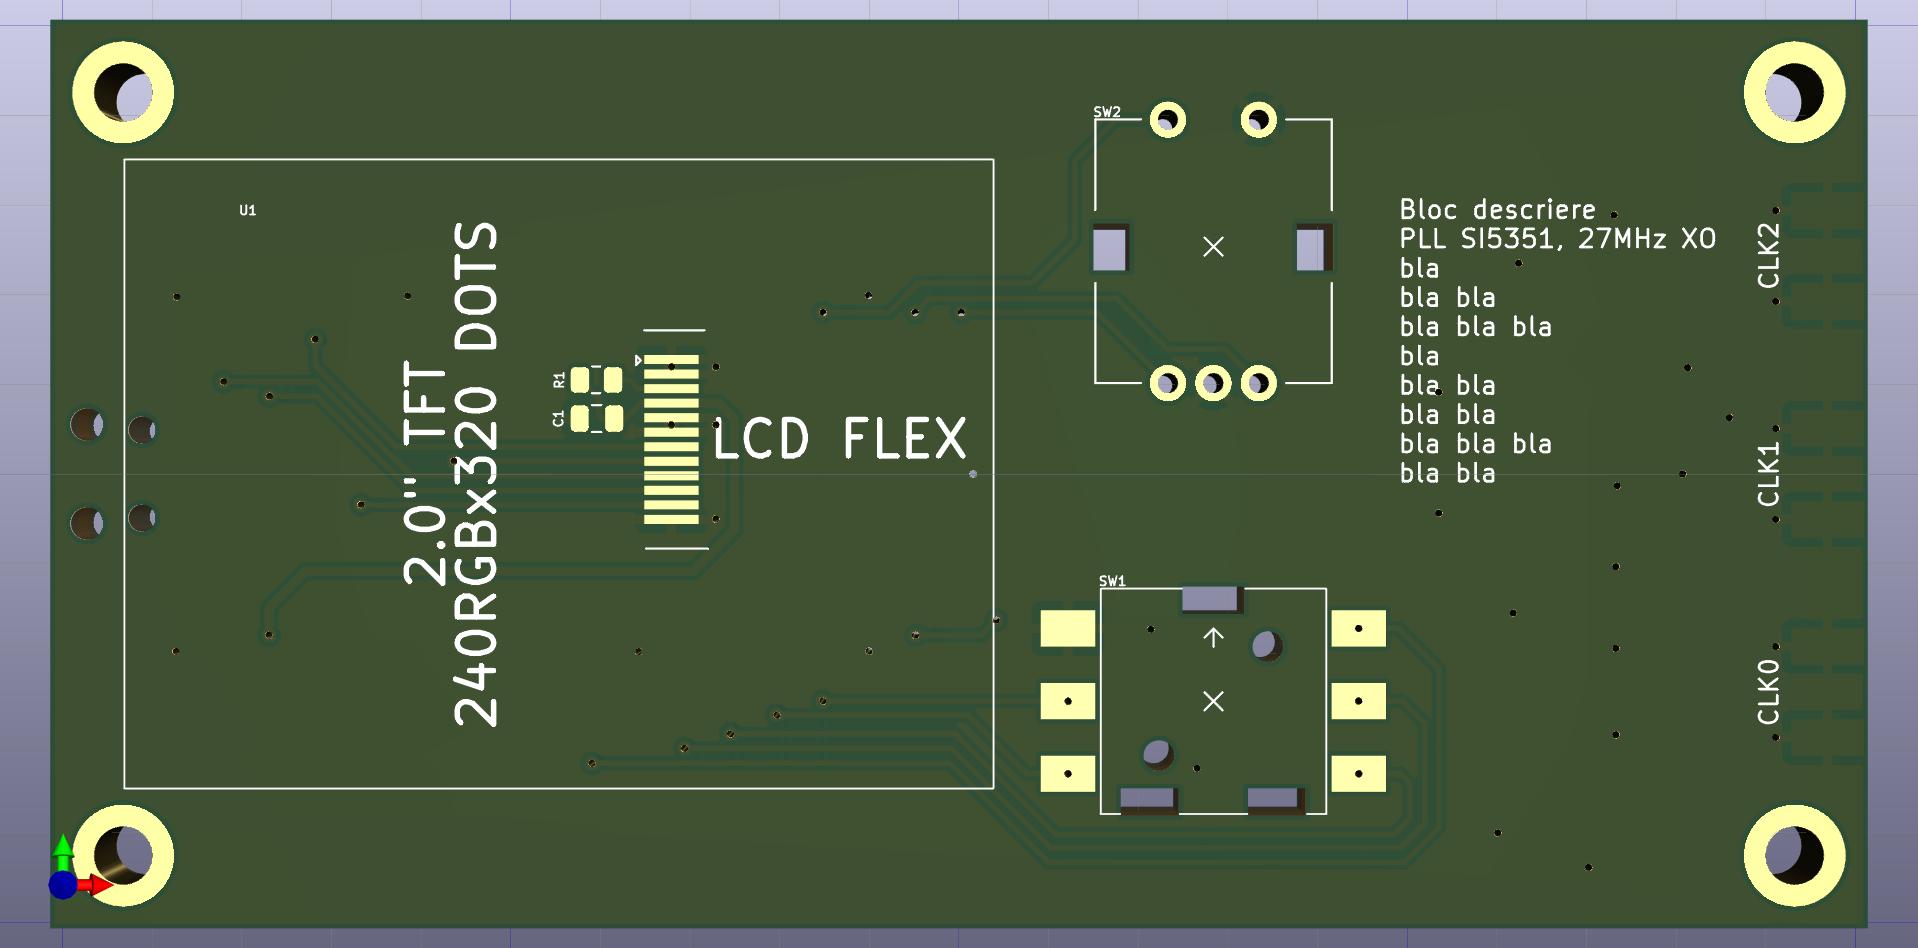 SW2
U1
Bloc descriere
PLL SI5351, 27MHz XO
bla
bla bla
bla bla bla
bla
bla bla
bla bla
bla bla bla
bla bla
CLK2
2.0" TFT
240RGBx320 DOTS
R1
C1
LCD FLEX
CLK1
SW1
CLK0